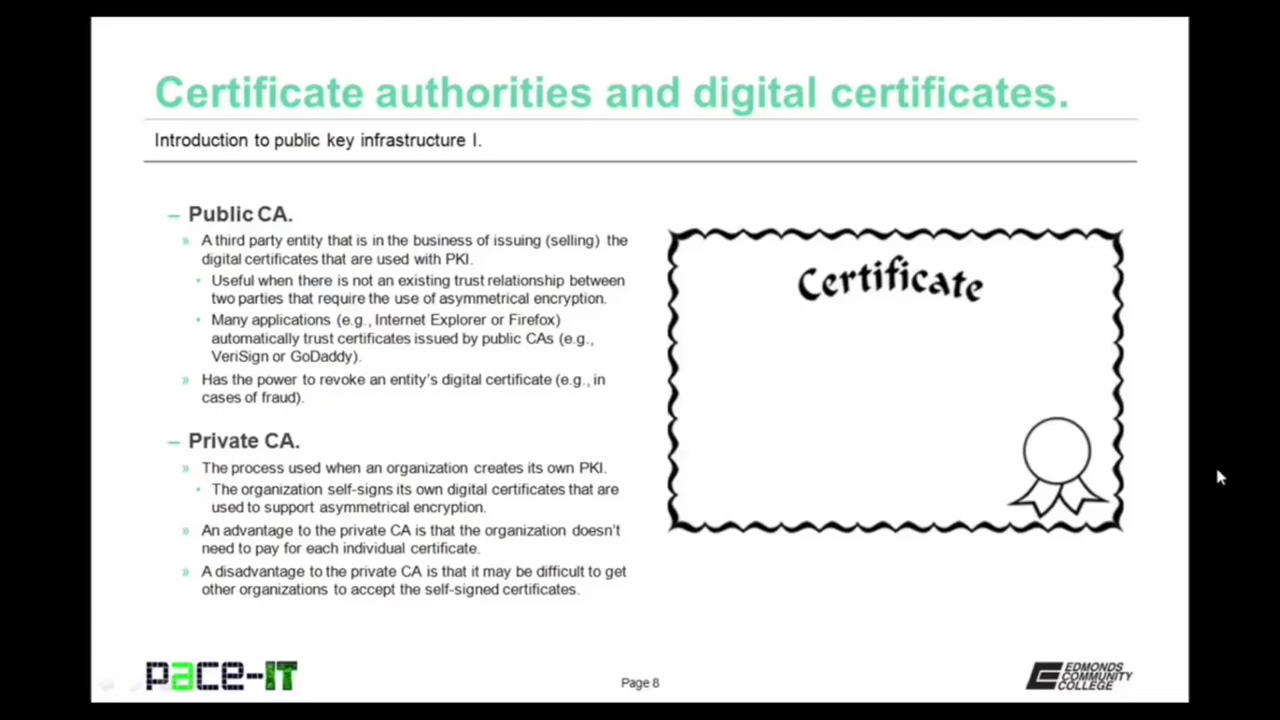 Certificate authorities and digital certificates.
Introduction to public key infrastructure I.
– Public CA.
» A third party entity that is in the business of issuing (selling) the
digital certificates that are used with PKI.
• Useful when there is not an existing trust relationship between
two parties that require the use of asymmetrical encryption.
• Many applications (e.g., Internet Explorer or Firefox)
automatically trust certificates issued by public CAs (e.g.,
VeriSign or GoDaddy).
» Has the power to revoke an entity's digital certificate (e.g., in
cases of fraud).
– Private CA.
» The process used when an organization creates its own PKI.
• The organization self-signs its own digital certificates that are
used to support asymmetrical encryption.
» An advantage to the private CA is that the organization doesn't
need to pay for each individual certificate.
» A disadvantage to the private CA is that it may be difficult to get
other organizations to accept the self-signed certificates.
Certificate
pace-IT
Page 8
EDMONDS
COMMUNITY
COLLEGE